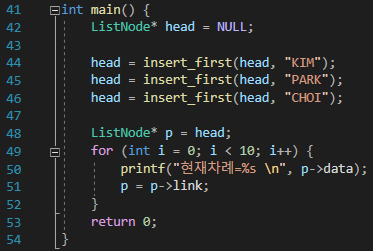 41 int main() {
42 ListNode* head = NULL;
43
44 head = insert_first(head, "KIM");
45 head = insert_first(head, "PARK");
46 head = insert_first(head, "CHOI");
47
48 ListNode* p = head;
49 for (int i = 0; i < 10; i++) {
50 printf("현재차례=%s \n", p->data);
51 p = p->link;
52 }
53 return 0;
54 }